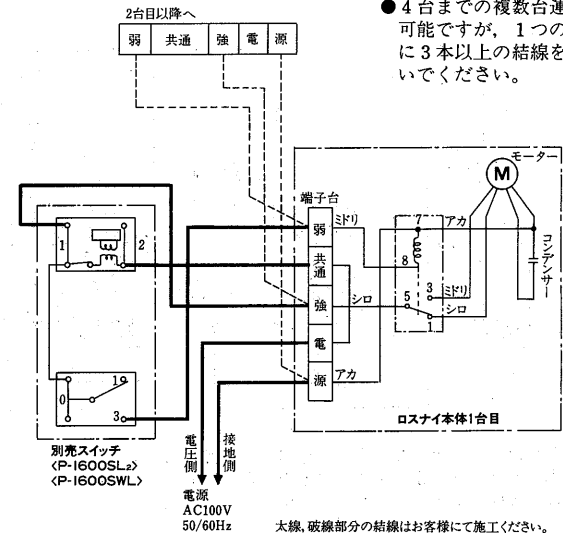 2台目以降へ
弱 共通 強 電 源
●4台までの複数台運
可能ですが, 1つの
に3本以上の結線を
いでください。
モーター
M
端子台
弱
共通
強
電
源
ミドリ
シロ
アカ
7
アカ
8
5
3
ミドリ
シロ
1
コンデンサー
ロスナイ本体1台目
1
2
0
1
3
別売スイッチ
〈P-1600SL₂〉
〈P-1600SWL〉
電圧側
接地側
電源
AC100V
50/60Hz
太線,破線部分の結線はお客様にて施工ください。